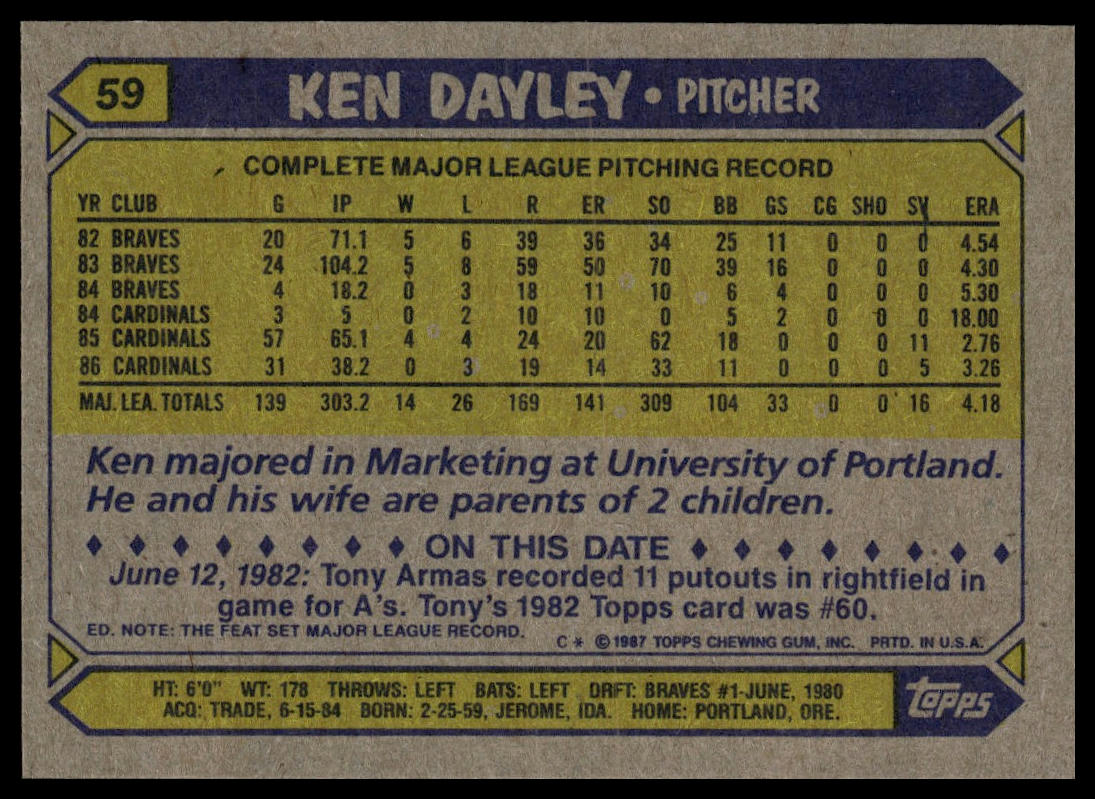 59 KEN DAYLEY • PITCHER
COMPLETE MAJOR LEAGUE PITCHING RECORD
YR CLUB G IP W L R ER SO BB GS CG SHO SV ERA
82 BRAVES 20 71.1 5 6 39 36 34 25 11 0 0 0 4.54
83 BRAVES 24 104.2 5 8 59 50 70 39 16 0 0 0 4.30
84 BRAVES 4 18.2 0 3 18 11 10 6 4 0 0 0 5.30
84 CARDINALS 3 5 0 2 10 10 0 5 2 0 0 0 18.00
85 CARDINALS 57 65.1 4 4 24 20 62 18 0 0 0 11 2.76
86 CARDINALS 31 38.2 0 3 19 14 33 11 0 0 0 5 3.26
MAJ. LEA. TOTALS 139 303.2 14 26 169 141 309 104 33 0 0 16 4.18
Ken majored in Marketing at University of Portland.
He and his wife are parents of 2 children.
♦ ♦ ♦ ♦ ♦ ♦ ♦ ♦ ON THIS DATE ♦ ♦ ♦ ♦ ♦ ♦ ♦ ♦
June 12, 1982: Tony Armas recorded 11 putouts in rightfield in
game for A's. Tony's 1982 Topps card was #60.
ED. NOTE: THE FEAT SET MAJOR LEAGUE RECORD.
C* ©1987 TOPPS CHEWING GUM, INC. PRTD. IN U.S.A.
HT: 6'0" WT: 178 THROWS: LEFT BATS: LEFT DRFT: BRAVES #1-JUNE, 1980
ACQ: TRADE, 6-15-84 BORN: 2-25-59, JEROME, IDA. HOME: PORTLAND, ORE.
topps